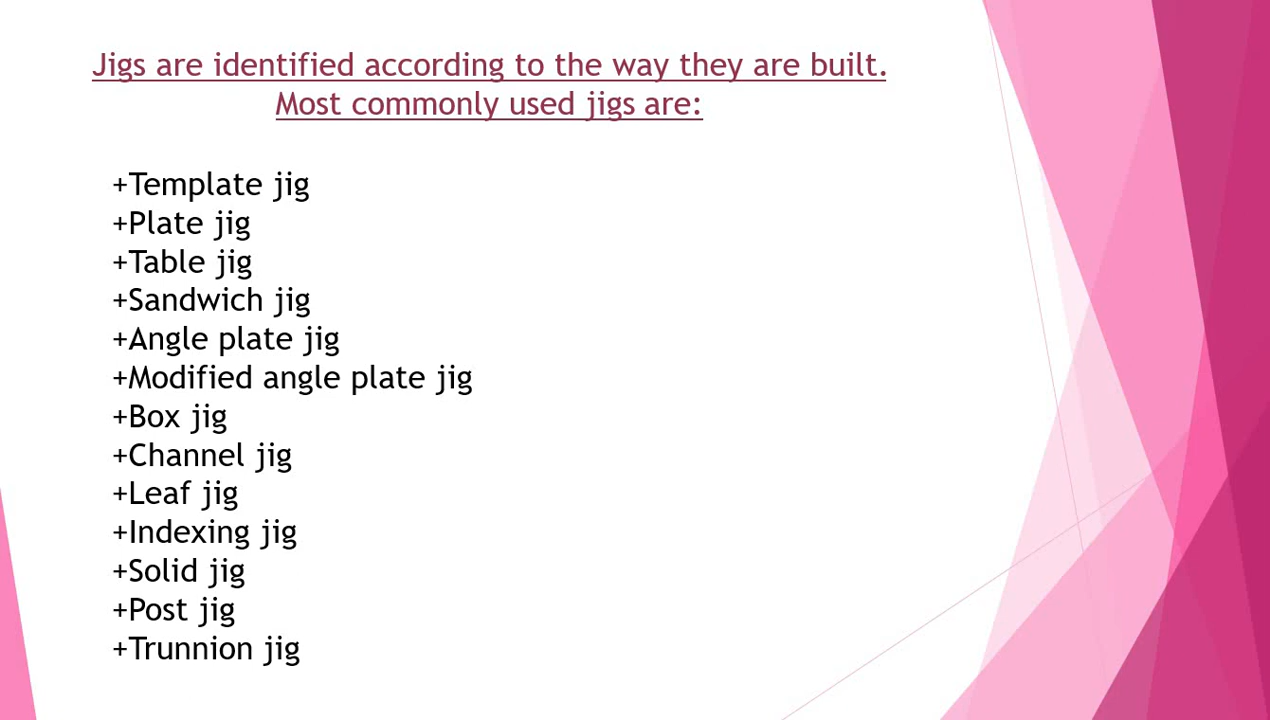 Jigs are identified according to the way they are built.
Most commonly used jigs are:
+Template jig
+Plate jig
+Table jig
+Sandwich jig
+Angle plate jig
+Modified angle plate jig
+Box jig
+Channel jig
+Leaf jig
+Indexing jig
+Solid jig
+Post jig
+Trunnion jig